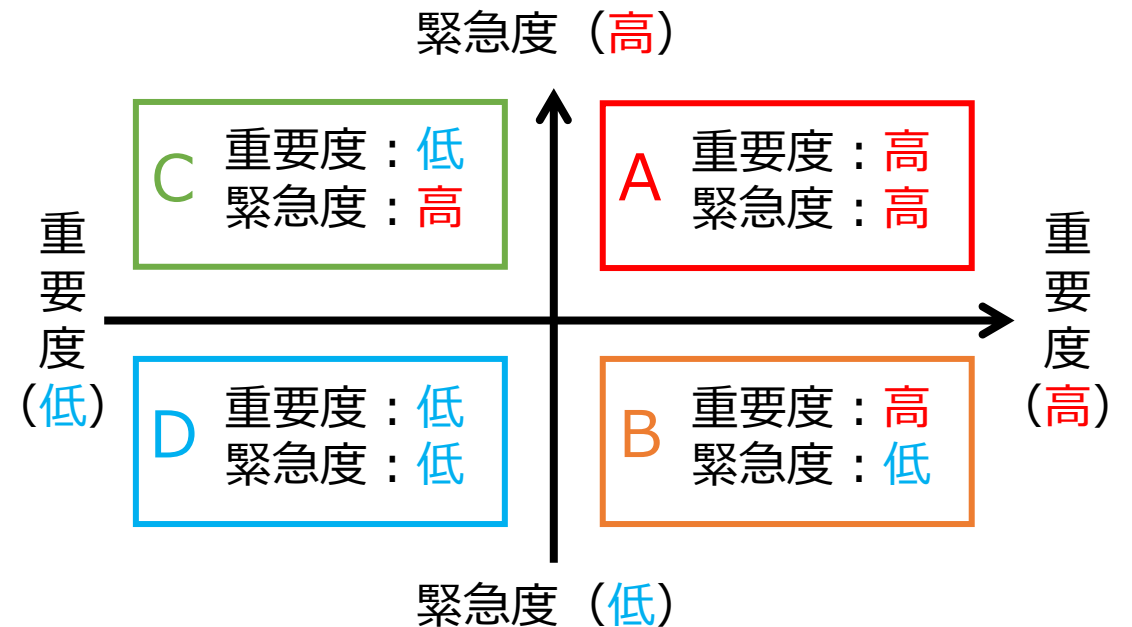 緊急度（高）
C
重要度：低
緊急度：高
A
重要度：高
緊急度：高
重要度（低）
重要度（高）
D
重要度：低
緊急度：低
B
重要度：高
緊急度：低
緊急度（低）